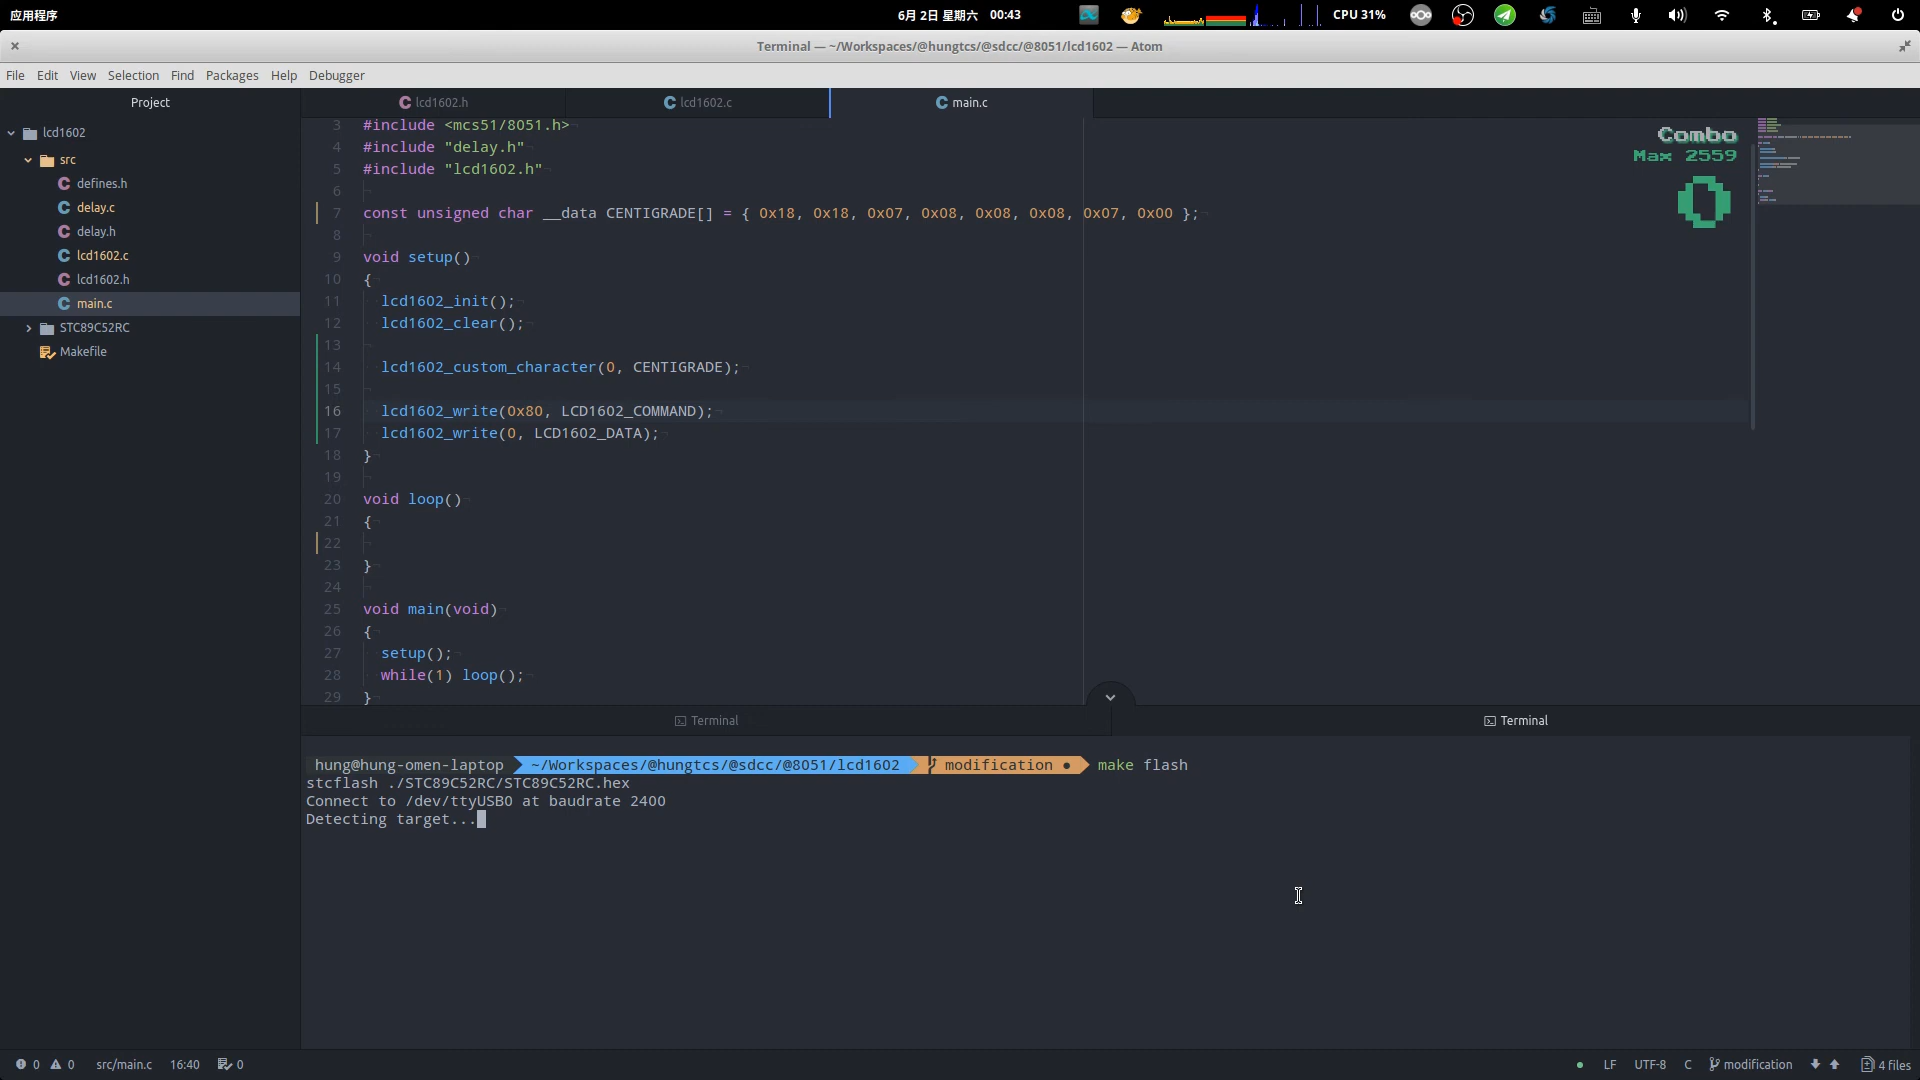 应用程序
6月 2日 星期六 00:43
CPU 31%
Terminal — ~/Workspaces/@hungtcs/@sdcc/@8051/lcd1602 — Atom
File Edit View Selection Find Packages Help Debugger
Project
lcd1602
src
defines.h
delay.c
delay.h
lcd1602.c
lcd1602.h
main.c
STC89C52RC
Makefile
lcd1602.h
lcd1602.c
main.c
3 #include <mcs51/8051.h>
4 #include "delay.h"
5 #include "lcd1602.h"
6
7 const unsigned char __data CENTIGRADE[] = { 0x18, 0x18, 0x07, 0x08, 0x08, 0x08, 0x07, 0x00 };
8
9 void setup()
10 {
11 lcd1602_init();
12 lcd1602_clear();
13
14 lcd1602_custom_character(0, CENTIGRADE);
15
16 lcd1602_write(0x80, LCD1602_COMMAND);
17 lcd1602_write(0, LCD1602_DATA);
18 }
19
20 void loop()
21 {
22
23 }
24
25 void main(void)
26 {
27 setup();
28 while(1) loop();
29 }
Combo
Max 2559
0
Terminal
Terminal
hung@hung-omen-laptop ~/Workspaces/@hungtcs/@sdcc/@8051/lcd1602 modification ● make flash
stcflash ./STC89C52RC/STC89C52RC.hex
Connect to /dev/ttyUSB0 at baudrate 2400
Detecting target...
0 0 src/main.c 16:40 0
LF UTF-8 C modification 4 files